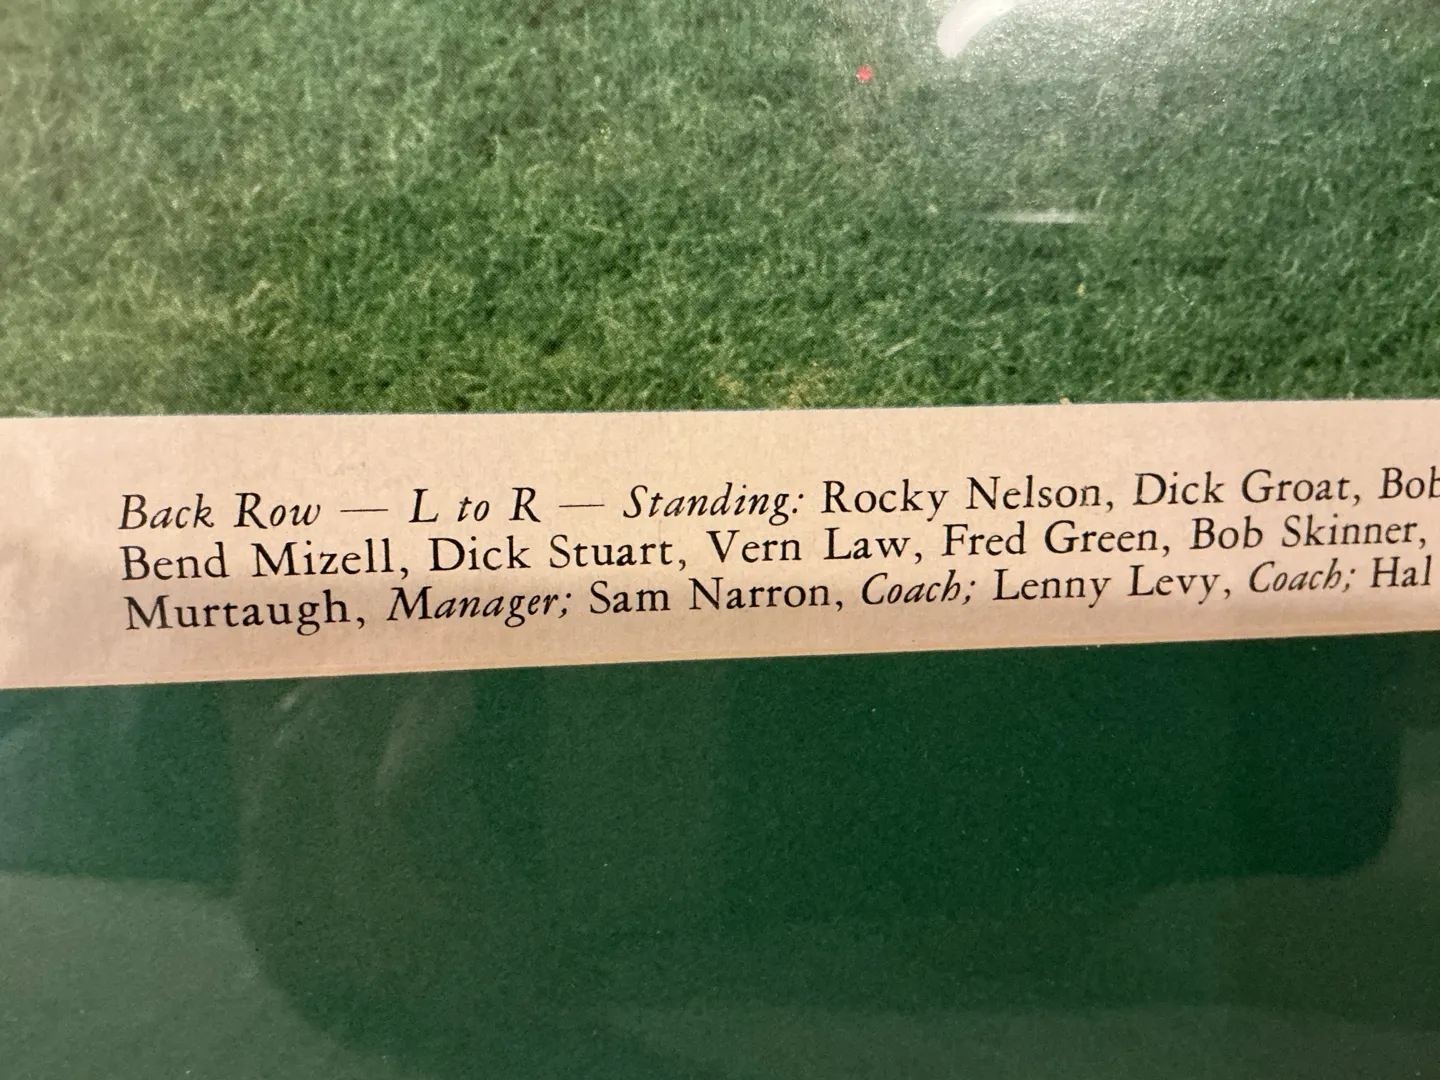 Back Row — L to R — Standing: Rocky Nelson, Dick Groat, Bob
Bend Mizell, Dick Stuart, Vern Law, Fred Green, Bob Skinner,
Murtaugh, Manager; Sam Narron, Coach; Lenny Levy, Coach; Hal